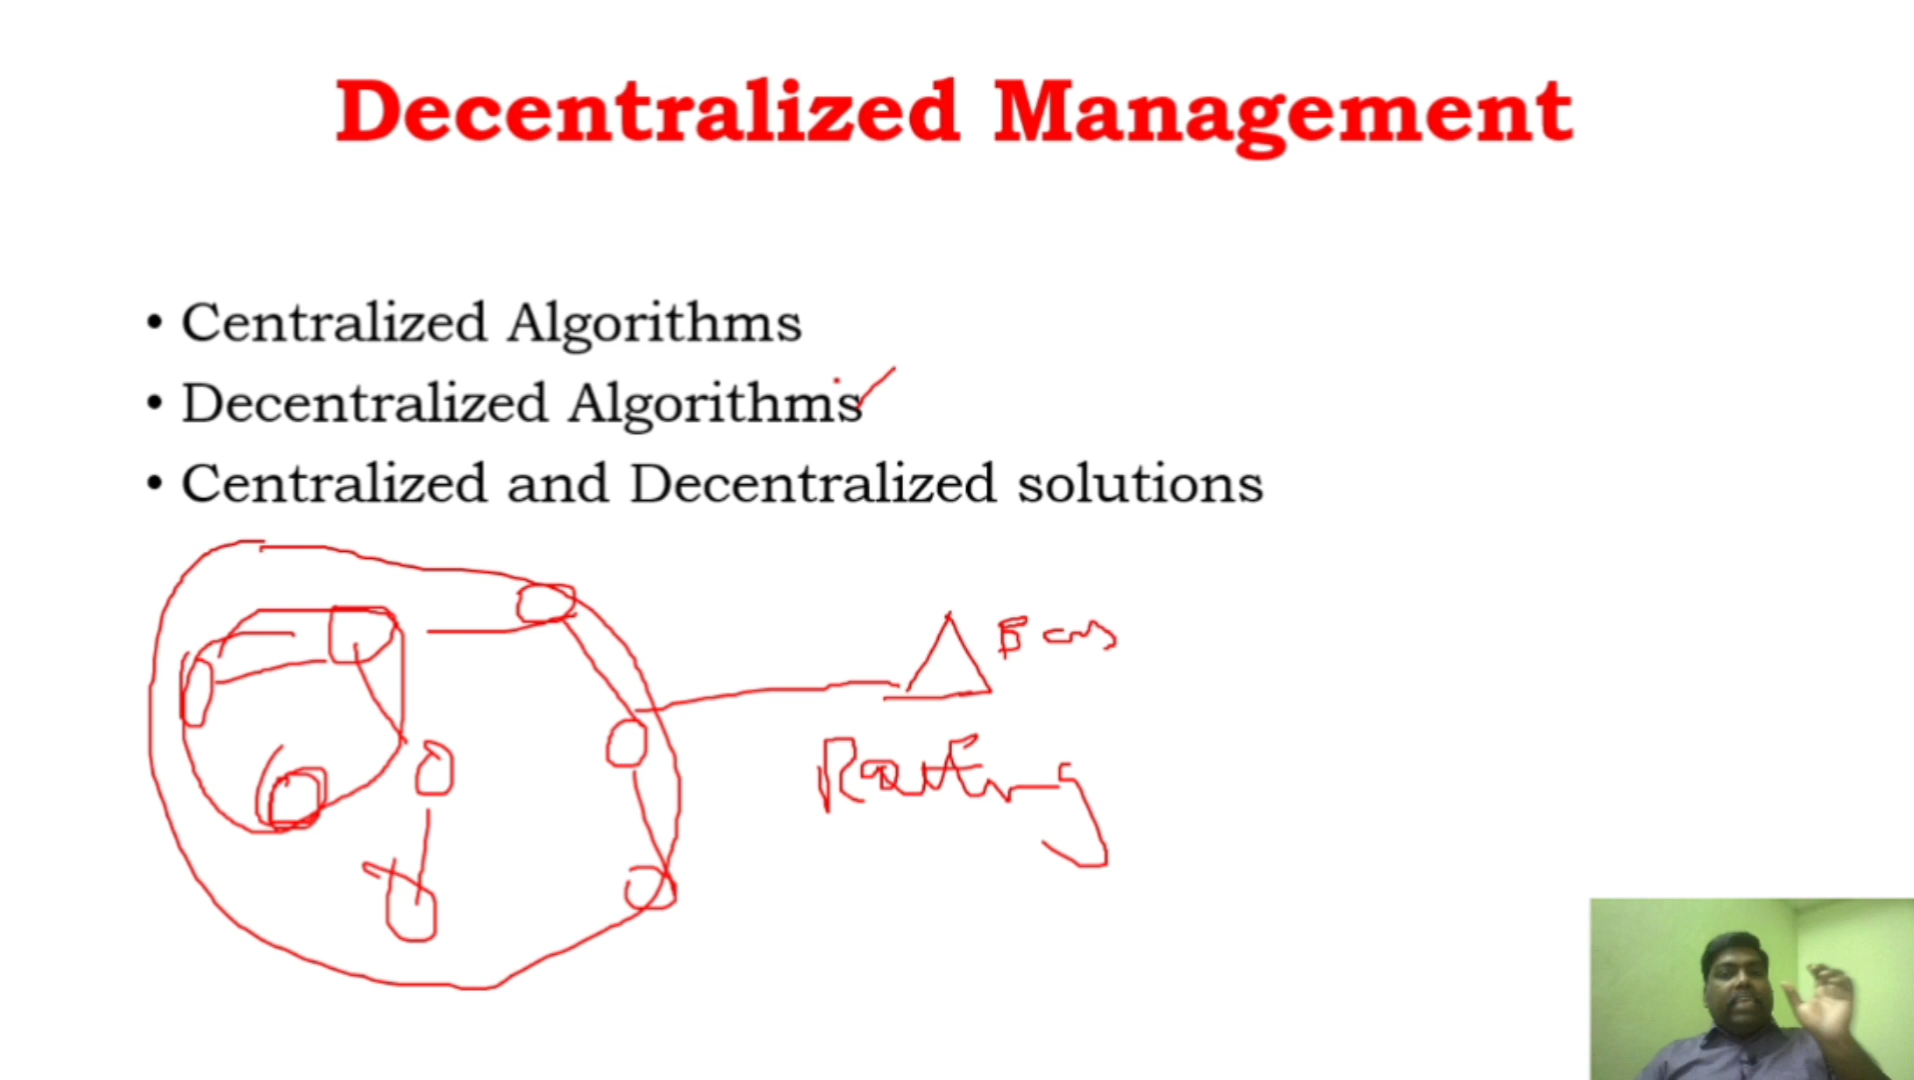 Decentralized Management
• Centralized Algorithms
• Decentralized Algorithms
• Centralized and Decentralized solutions
Routing